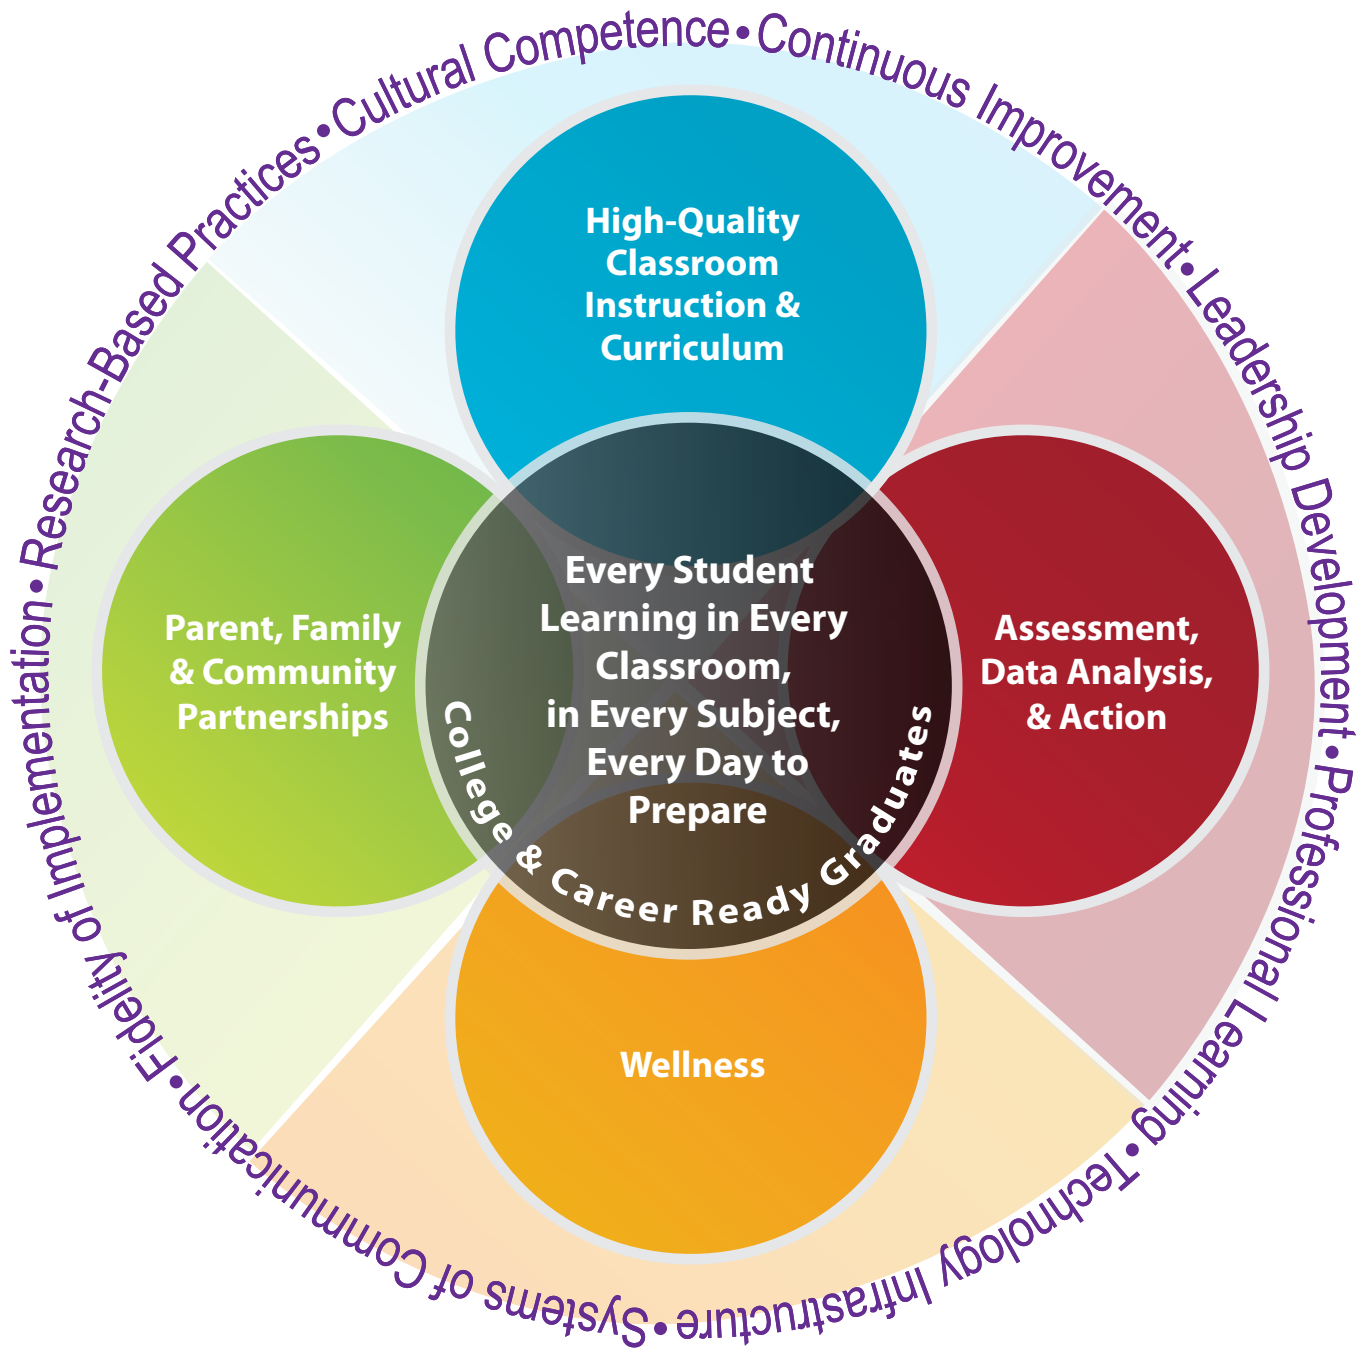 Cultural Competence • Continuous Improvement • Leadership Development • Professional Learning • Technology Infrastructure • Systems of Communication • Fidelity of Implementation • Research-Based Practices •
High-Quality
Classroom
Instruction &
Curriculum
Parent, Family
& Community
Partnerships
Every Student
Learning in Every
Classroom,
in Every Subject,
Every Day to
Prepare
College & Career Ready Graduates
Assessment,
Data Analysis,
& Action
Wellness